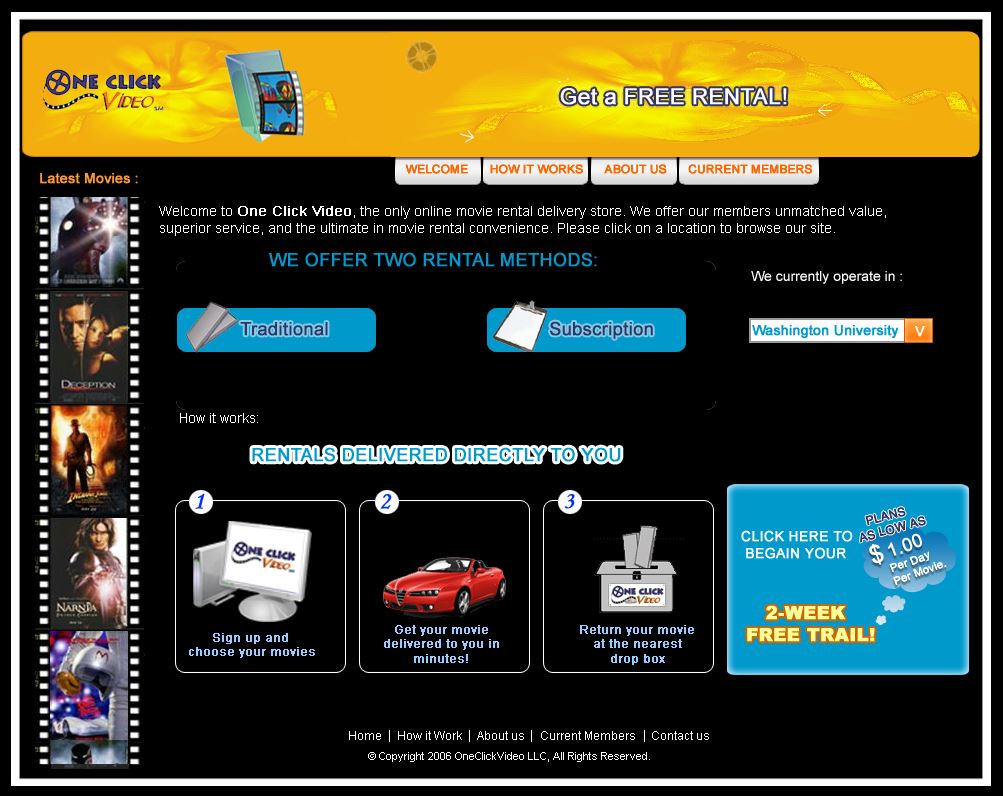 ONE CLICK
VIDEO SM
Get a FREE RENTAL!
WELCOME
HOW IT WORKS
ABOUT US
CURRENT MEMBERS
Latest Movies :
Welcome to One Click Video, the only online movie rental delivery store. We offer our members unmatched value,
superior service, and the ultimate in movie rental convenience. Please click on a location to browse our site.
WE OFFER TWO RENTAL METHODS:
Traditional
Subscription
We currently operate in :
Washington University V
DECEPTION
INDIANA JONES
NARNIA
How it works:
RENTALS DELIVERED DIRECTLY TO YOU
1
ONE CLICK
VIDEO
Sign up and
choose your movies
2
Get your movie
delivered to you in
minutes!
3
ONE CLICK
VIDEO
Return your movie
at the nearest
drop box
CLICK HERE TO
BEGAIN YOUR
PLANS
AS LOW AS
$ 1.00
Per Day
Per Movie.
2-WEEK
FREE TRAIL!
Home | How it Work | About us | Current Members | Contact us
© Copyright 2006 OneClickVideo LLC, All Rights Reserved.